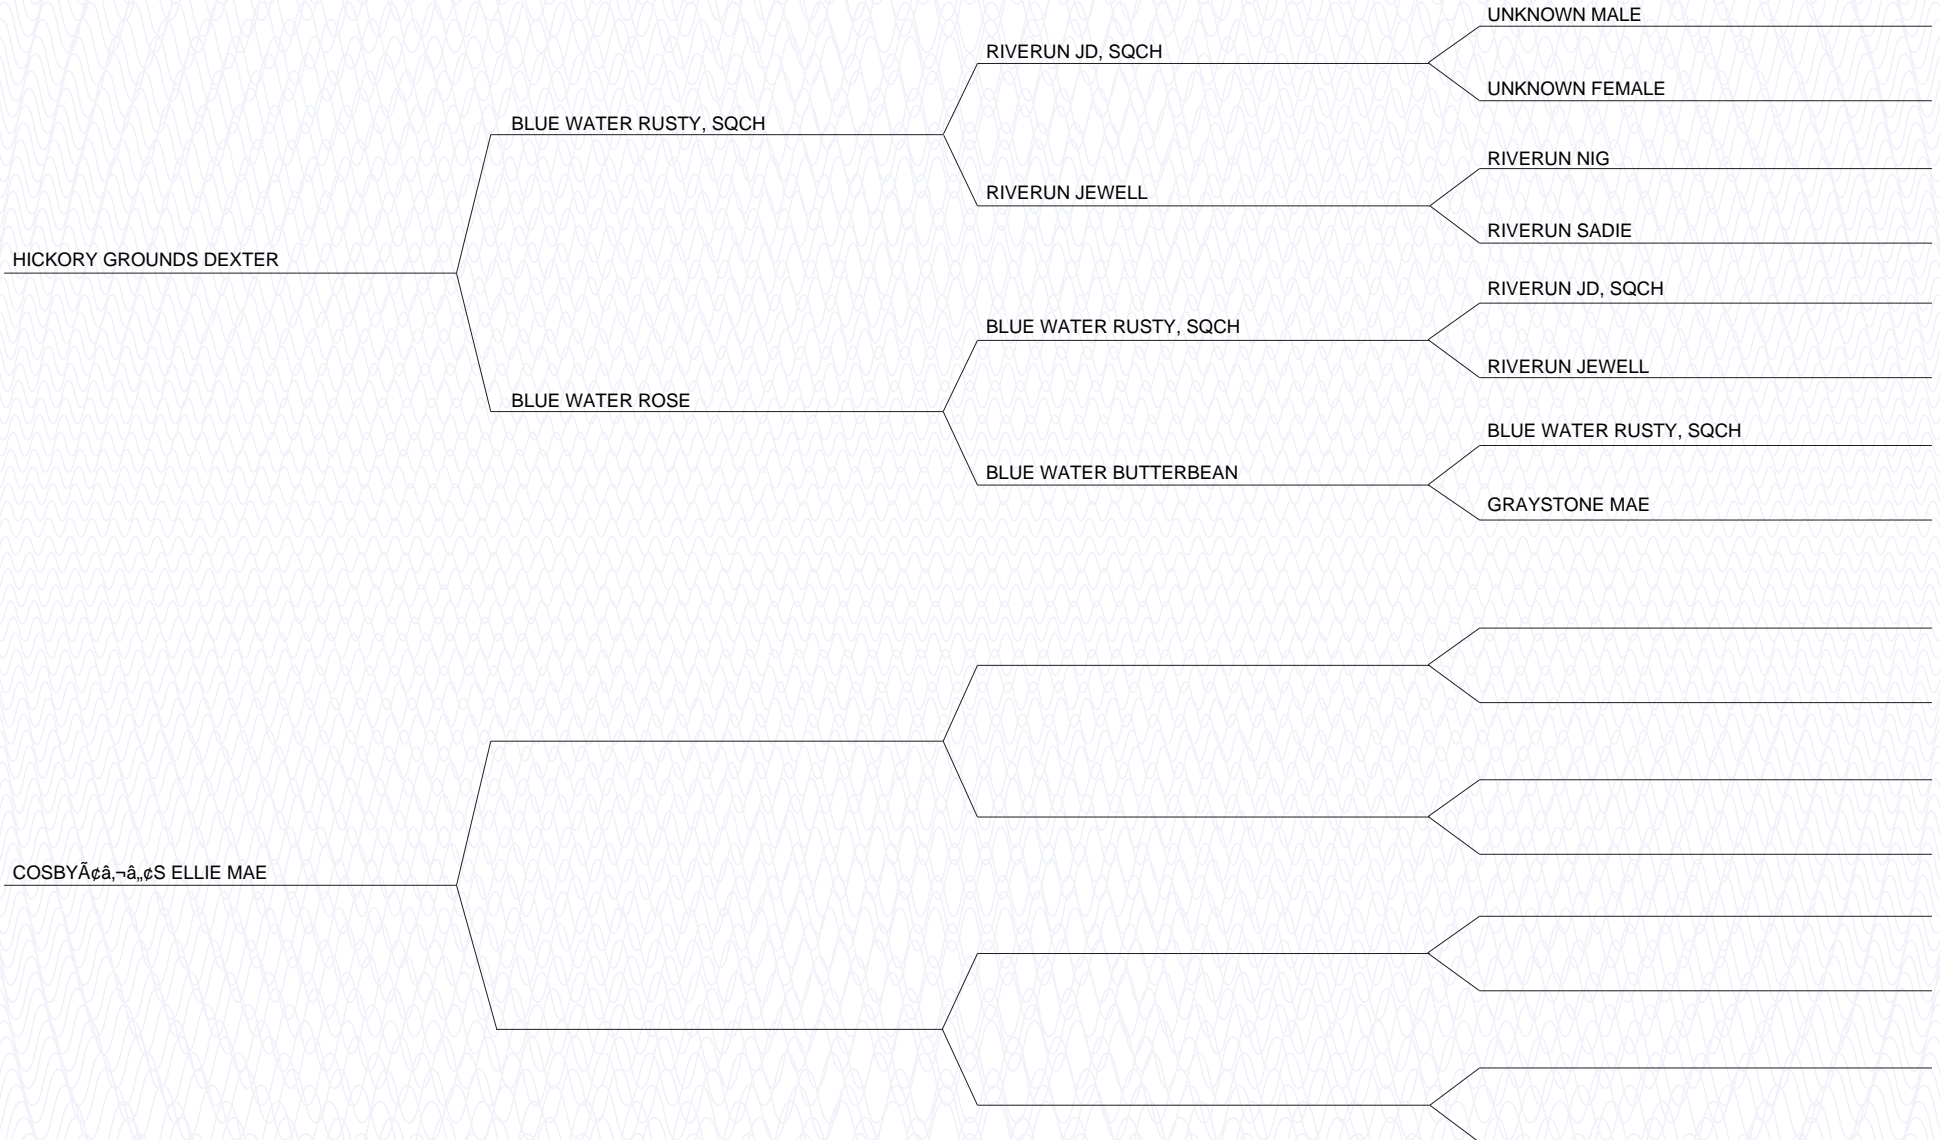 UNKNOWN MALE
RIVERUN JD, SQCH
UNKNOWN FEMALE
BLUE WATER RUSTY, SQCH
RIVERUN NIG
RIVERUN JEWELL
RIVERUN SADIE
HICKORY GROUNDS DEXTER
RIVERUN JD, SQCH
BLUE WATER RUSTY, SQCH
RIVERUN JEWELL
BLUE WATER ROSE
BLUE WATER RUSTY, SQCH
BLUE WATER BUTTERBEAN
GRAYSTONE MAE
COSBYÃ¢â‚¬â„¢S ELLIE MAE